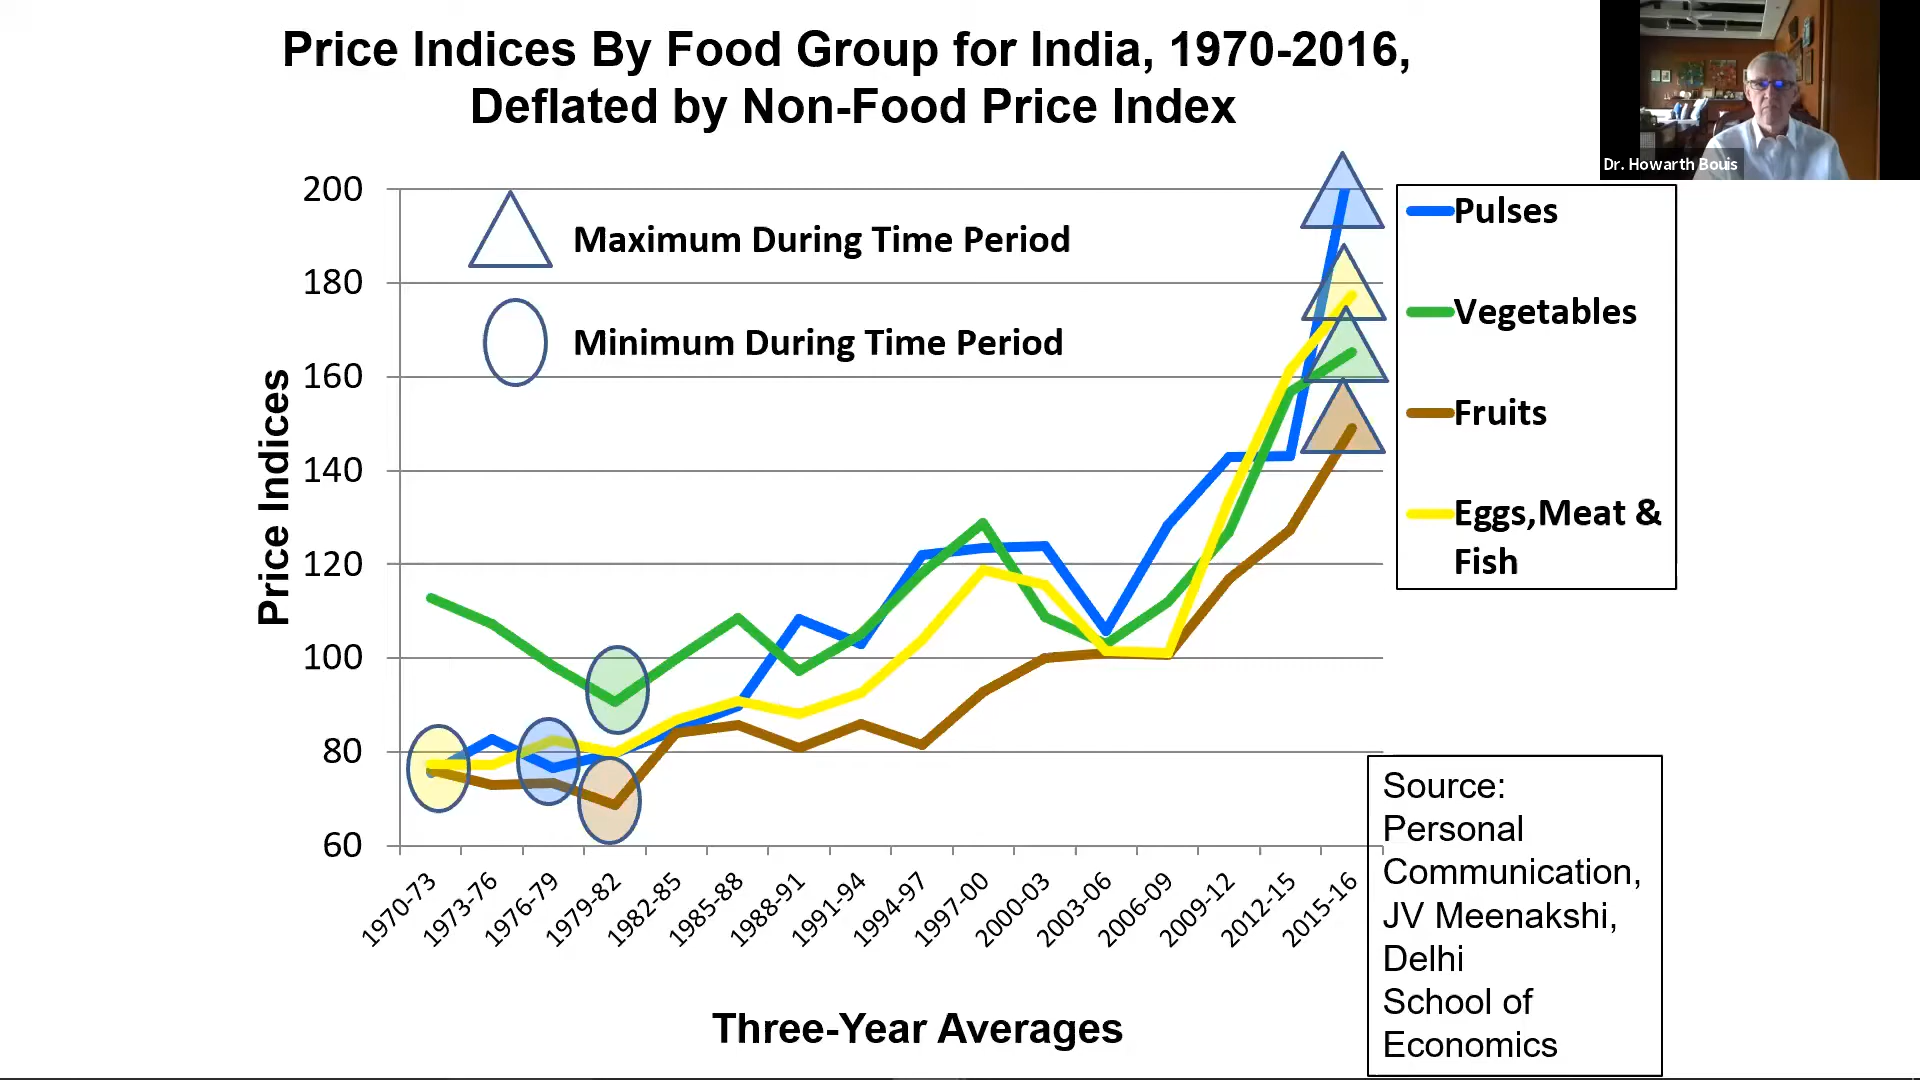 Price Indices By Food Group for India, 1970-2016,
Deflated by Non-Food Price Index
Dr. Howarth Bouis
200
180
160
140
120
100
80
60
Price Indices
Maximum During Time Period
Minimum During Time Period
Pulses
Vegetables
Fruits
Eggs,Meat &
Fish
1970-73
1973-76
1976-79
1979-82
1982-85
1985-88
1988-91
1991-94
1994-97
1997-00
2000-03
2003-06
2006-09
2009-12
2012-15
2015-16
Three-Year Averages
Source:
Personal
Communication,
JV Meenakshi,
Delhi
School of
Economics